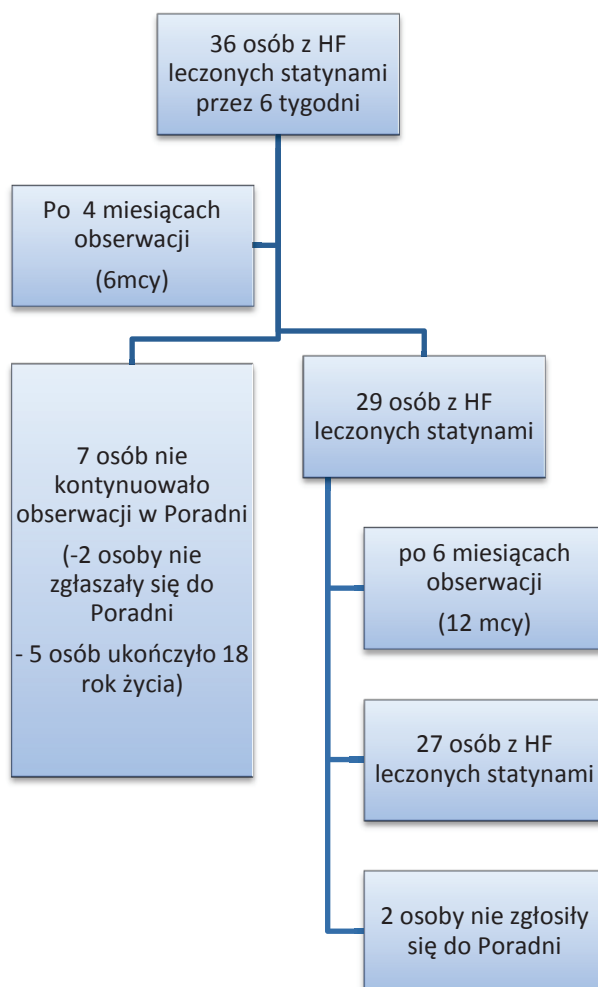 36 osób z HF
leczonych statynami
przez 6 tygodni
Po 4 miesiącach
obserwacji
(6mcy)
7 osób nie
kontynuowało
obserwacji w Poradni
(-2 osoby nie
zgłaszały się do
Poradni
- 5 osób ukończyło 18
rok życia)
29 osób z HF
leczonych statynami
po 6 miesiącach
obserwacji
(12 mcy)
27 osób z HF
leczonych statynami
2 osoby nie zgłosiły
się do Poradni